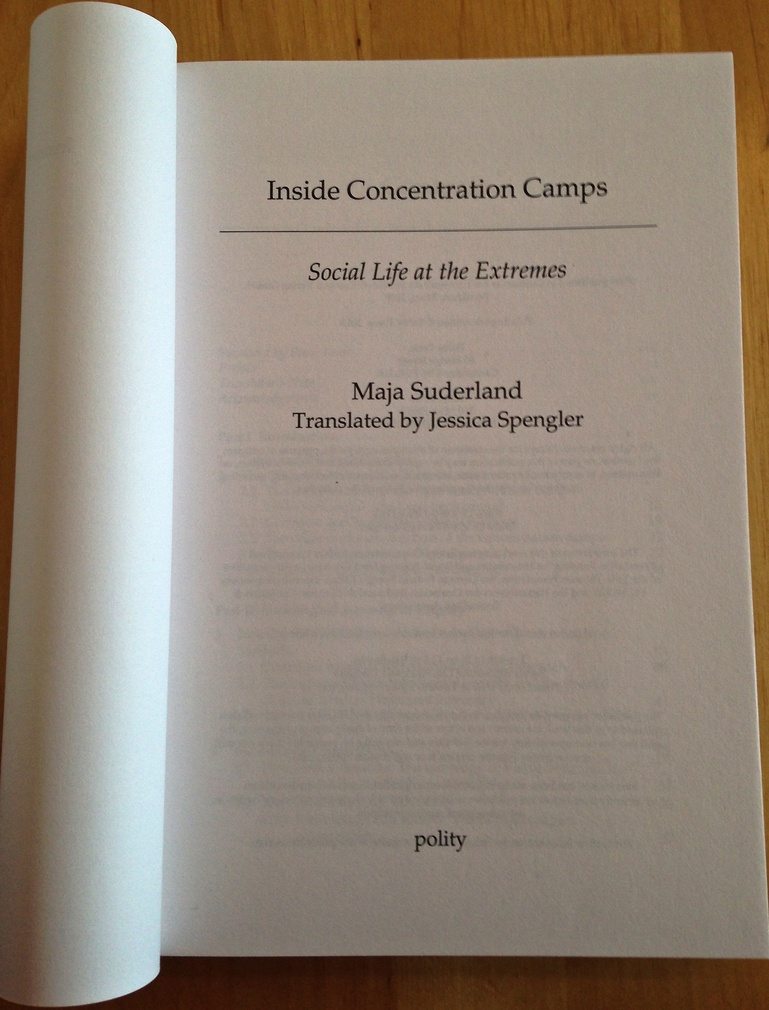 Inside Concentration Camps
Social Life at the Extremes
Maja Suderland
Translated by Jessica Spengler
polity